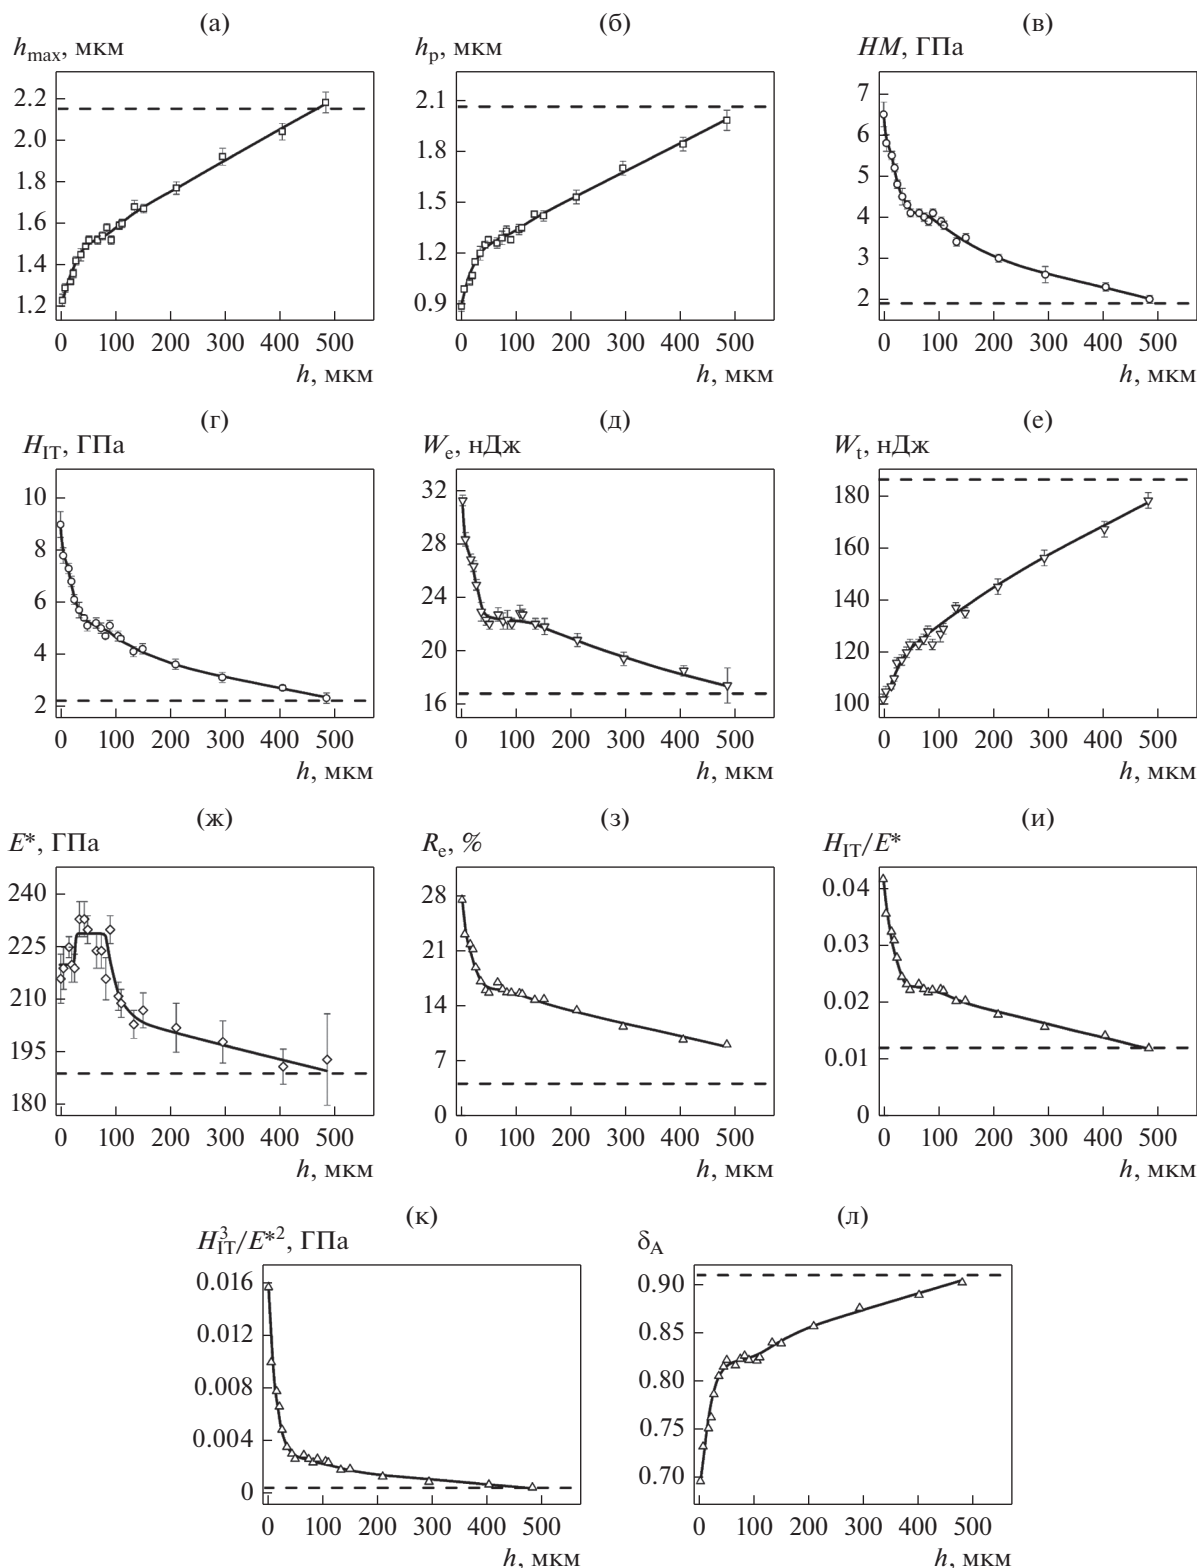 (а)
h_max, мкм
2.2
2.0
1.8
1.6
1.4
1.2
0 100 200 300 400 500
h, мкм
(б)
h_p, мкм
2.1
1.8
1.5
1.2
0.9
0 100 200 300 400 500
h, мкм
(в)
HM, ГПа
7
6
5
4
3
2
0 100 200 300 400 500
h, мкм
(г)
H_IT, ГПа
10
8
6
4
2
0 100 200 300 400 500
h, мкм
(д)
W_e, нДж
32
28
24
20
16
0 100 200 300 400 500
h, мкм
(е)
W_t, нДж
180
160
140
120
100
0 100 200 300 400 500
h, мкм
(ж)
E*, ГПа
240
225
210
195
180
0 100 200 300 400 500
h, мкм
(з)
R_e, %
28
21
14
7
0
0 100 200 300 400 500
h, мкм
(и)
H_IT/E*
0.04
0.03
0.02
0.01
0
0 100 200 300 400 500
h, мкм
(к)
H_IT^3/E*^2, ГПа
0.016
0.012
0.008
0.004
0
0 100 200 300 400 500
h, мкм
(л)
δ_A
0.90
0.85
0.80
0.75
0.70
0 100 200 300 400 500
h, мкм